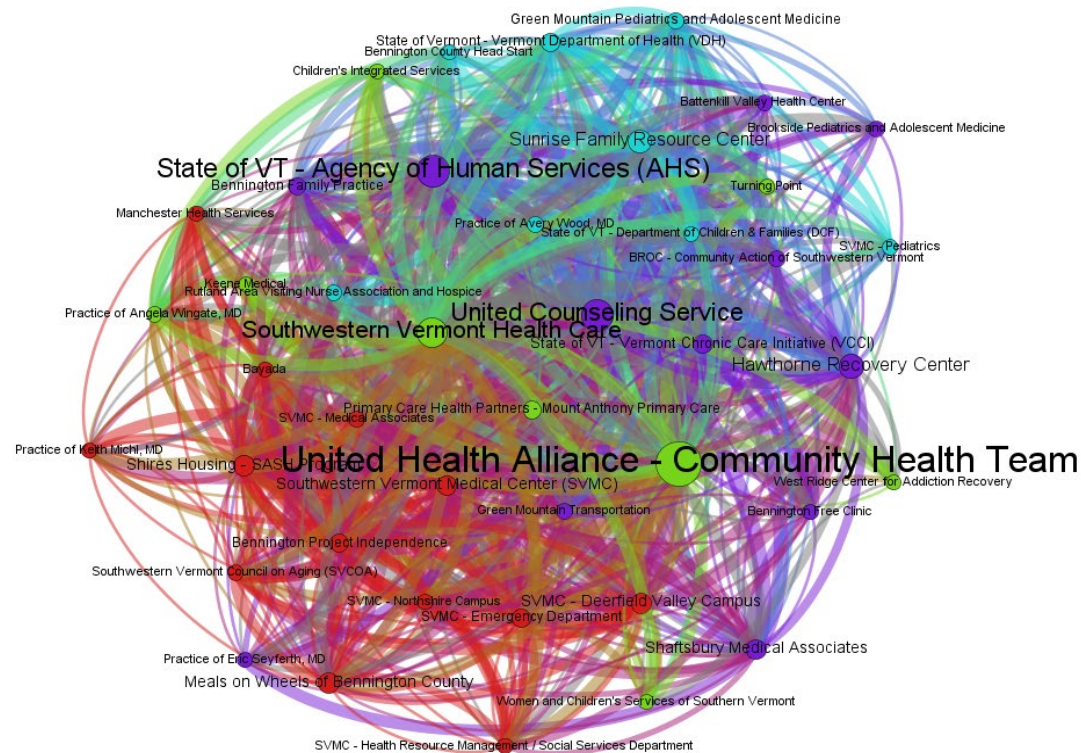 Green Mountain Pediatrics and Adolescent Medicine
State of Vermont - Vermont Department of Health (VDH)
Bennington County Head Start
Children's Integrated Services
Battenkill Valley Health Center
Brookside Pediatrics and Adolescent Medicine
Sunrise Family Resource Center
State of VT - Agency of Human Services (AHS)
Bennington Family Practice
Turning Point
Manchester Health Services
Practice of Avery Wood, MD
State of VT - Department of Children & Families (DCF)
SVMC - Pediatrics
BROC - Community Action of Southwestern Vermont
Keene Medical
Rutland Area Visiting Nurse Association and Hospice
Practice of Angela Wingate, MD
United Counseling Service
Southwestern Vermont Health Care
State of VT - Vermont Chronic Care Initiative (VCCI)
Hawthorne Recovery Center
Bayada
Primary Care Health Partners - Mount Anthony Primary Care
SVMC - Medical Associates
Practice of Keith Michl, MD
Shires Housing - SASH Program
United Health Alliance - Community Health Team
Southwestern Vermont Medical Center (SVMC)
West Ridge Center for Addiction Recovery
Green Mountain Transportation
Bennington Free Clinic
Bennington Project Independence
Southwestern Vermont Council on Aging (SVCOA)
SVMC - Northshire Campus
SVMC - Deerfield Valley Campus
SVMC - Emergency Department
Shaftsbury Medical Associates
Practice of Eric Seyferth, MD
Meals on Wheels of Bennington County
Women and Children's Services of Southern Vermont
SVMC - Health Resource Management / Social Services Department